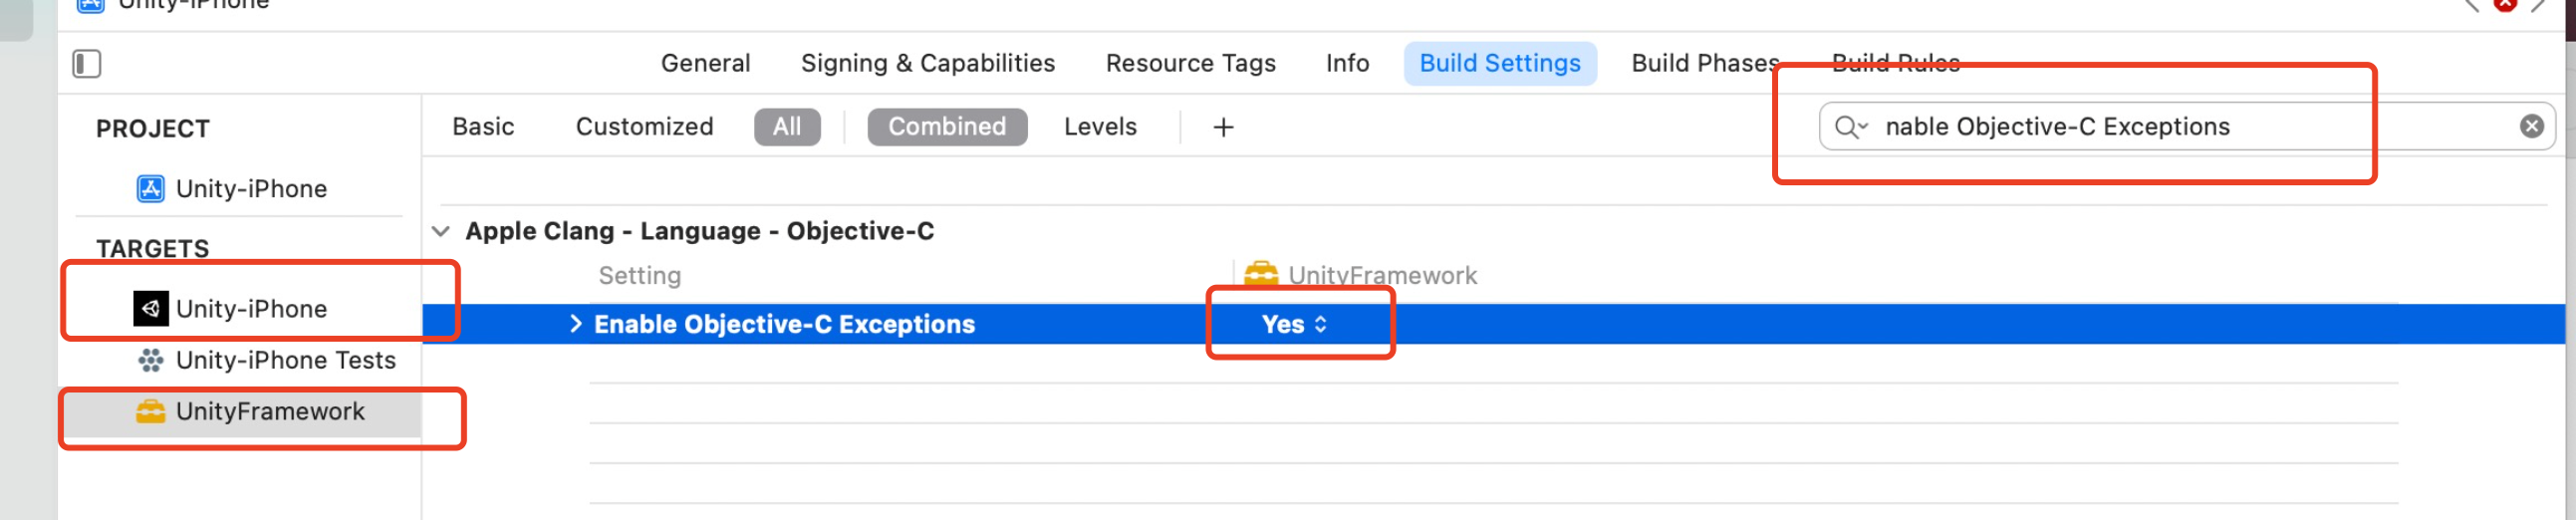 Unity-iPhone
General Signing & Capabilities Resource Tags Info Build Settings Build Phases Build Rules
PROJECT
Basic Customized All Combined Levels + nable Objective-C Exceptions
Unity-iPhone
TARGETS
Unity-iPhone
Unity-iPhone Tests
UnityFramework
Apple Clang - Language - Objective-C
Setting UnityFramework
Enable Objective-C Exceptions Yes